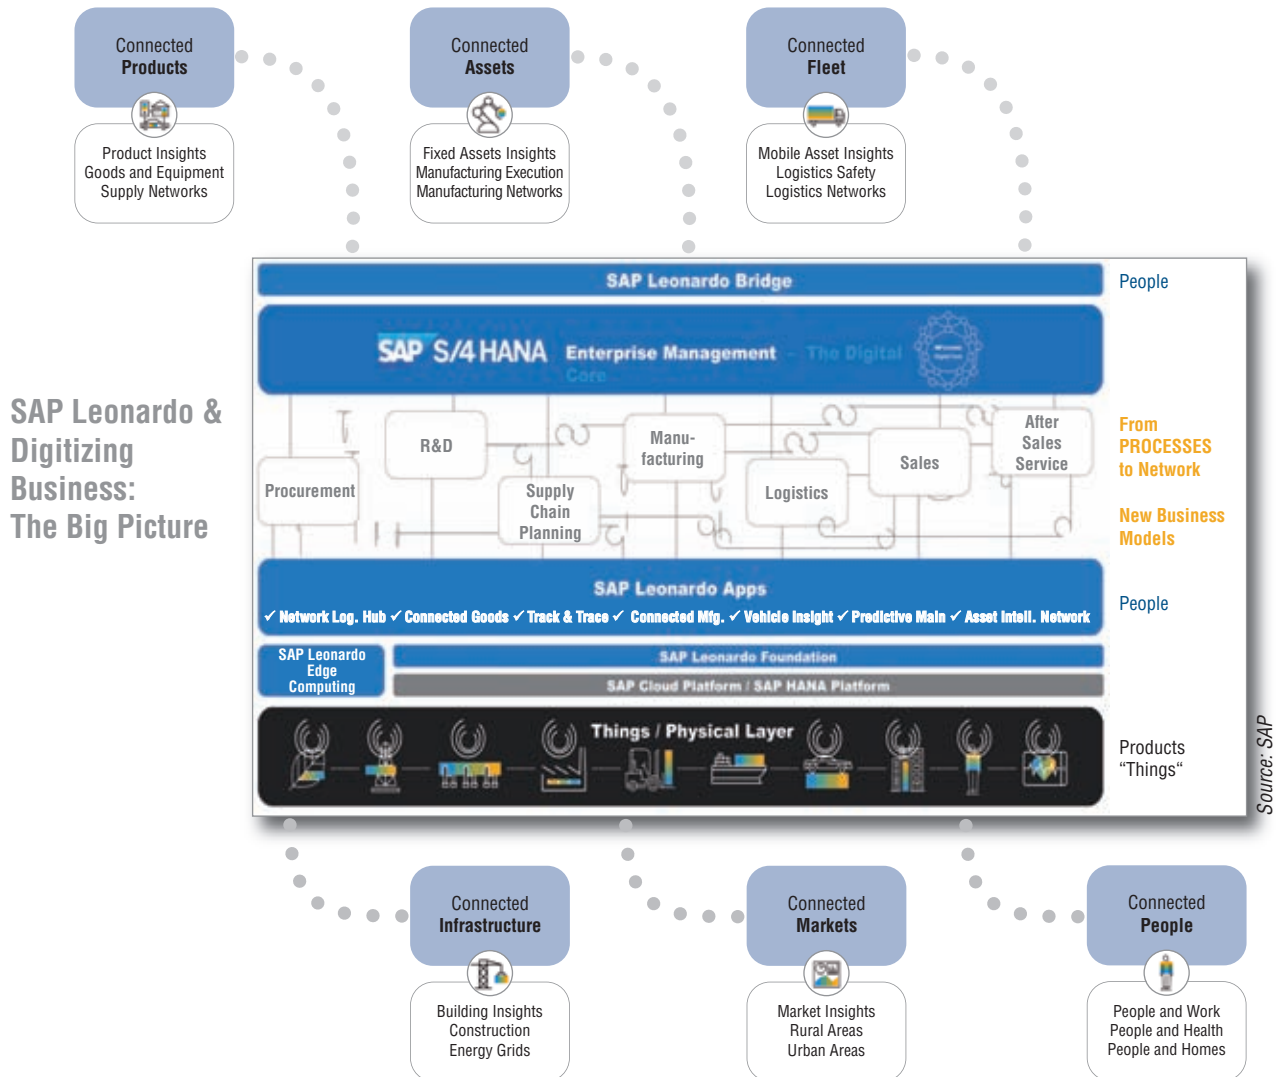 Connected
Products
Product Insights
Goods and Equipment
Supply Networks
Connected
Assets
Fixed Assets Insights
Manufacturing Execution
Manufacturing Networks
Connected
Fleet
Mobile Asset Insights
Logistics Safety
Logistics Networks
SAP Leonardo &
Digitizing
Business:
The Big Picture
SAP Leonardo Bridge
People
SAP S/4 HANA Enterprise Management – The Digital
Core
R&D
Manu-
facturing
After
Sales
Service
Sales
Procurement
Supply
Chain
Planning
Logistics
From
PROCESSES
to Network
New Business
Models
SAP Leonardo Apps
✓ Network Log. Hub ✓ Connected Goods ✓ Track & Trace ✓ Connected Mfg. ✓ Vehicle Insight ✓ Predictive Main ✓ Asset Intell. Network
People
SAP Leonardo
Edge
Computing
SAP Leonardo Foundation
SAP Cloud Platform / SAP HANA Platform
Things / Physical Layer
Products
“Things“
Source: SAP
Connected
Infrastructure
Building Insights
Construction
Energy Grids
Connected
Markets
Market Insights
Rural Areas
Urban Areas
Connected
People
People and Work
People and Health
People and Homes